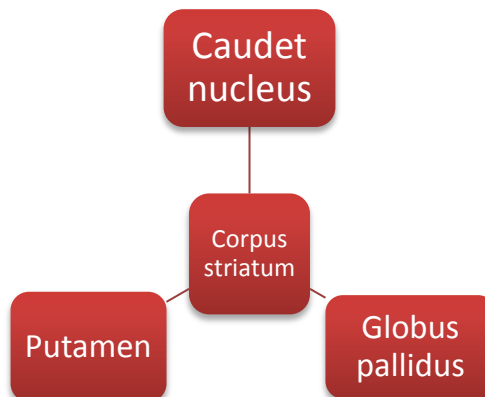 Caudet
nucleus
Corpus
striatum
Putamen
Globus
pallidus